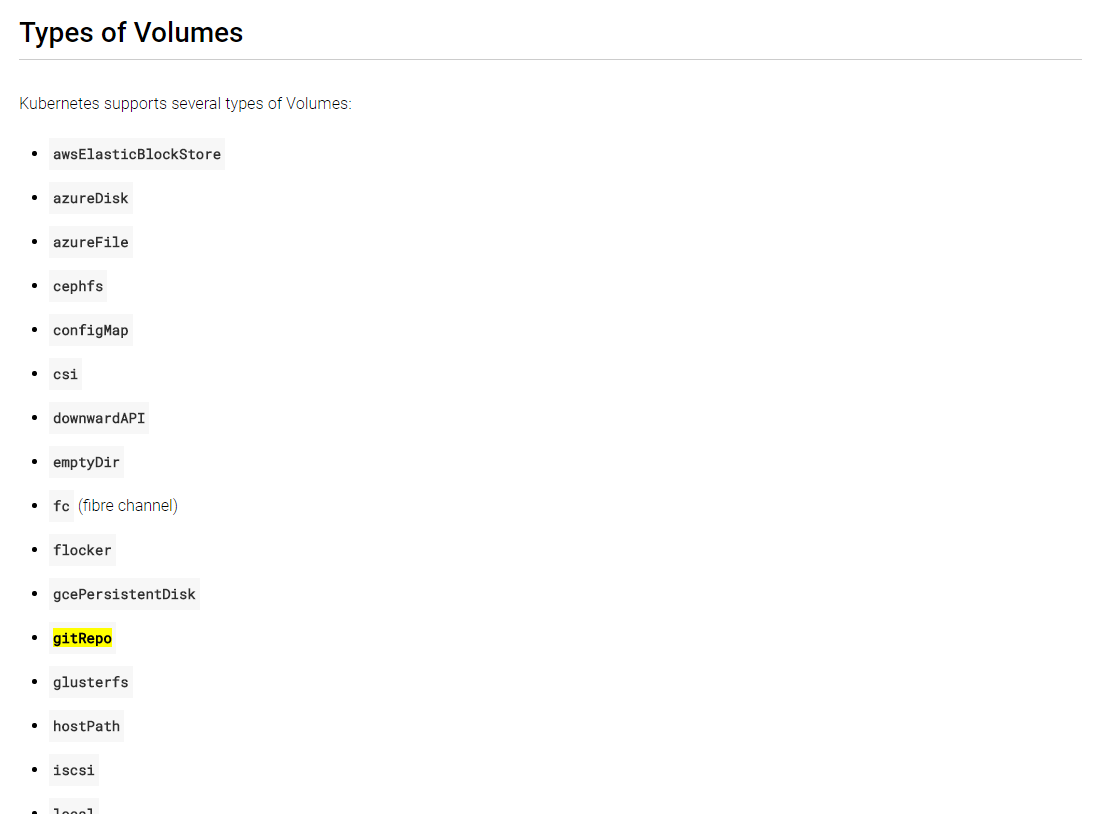 Types of Volumes
Kubernetes supports several types of Volumes:
awsElasticBlockStore
azureDisk
azureFile
cephfs
configMap
csi
downwardAPI
emptyDir
fc (fibre channel)
flocker
gcePersistentDisk
gitRepo
glusterfs
hostPath
iscsi
local